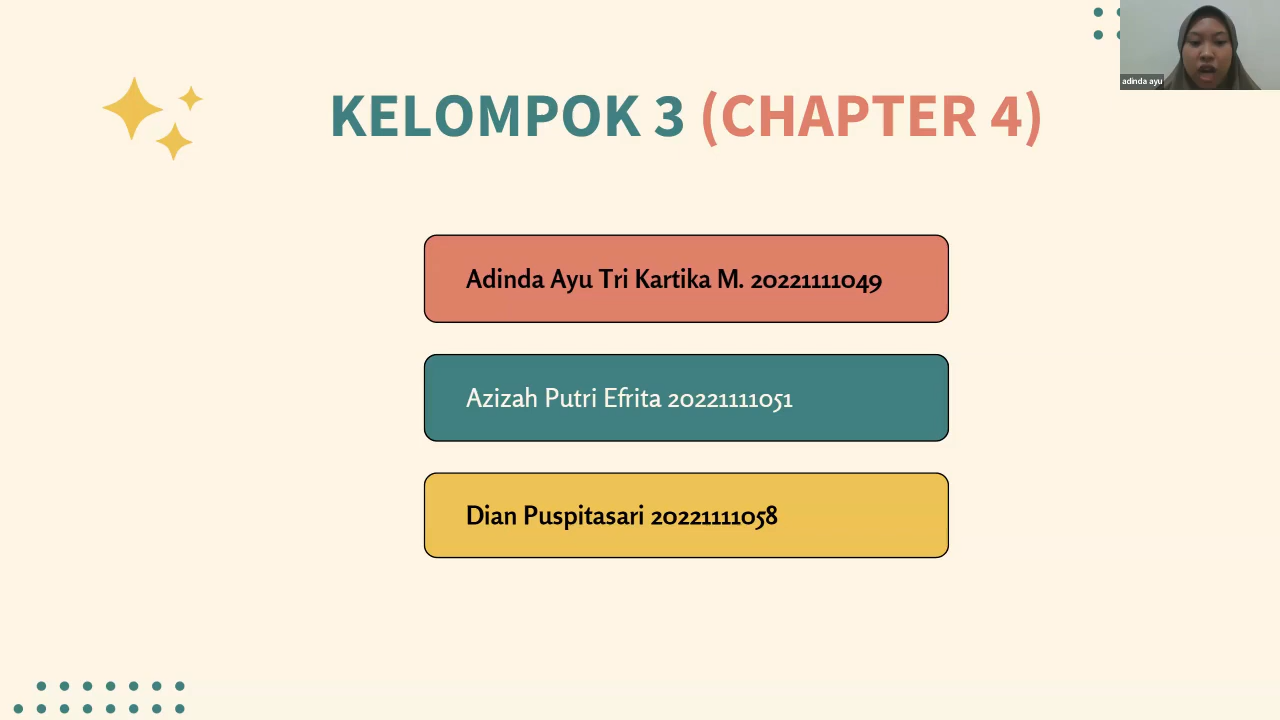 KELOMPOK 3 (CHAPTER 4)
adinda ayu
Adinda Ayu Tri Kartika M. 20221111049
Azizah Putri Efrita 20221111051
Dian Puspitasari 20221111058